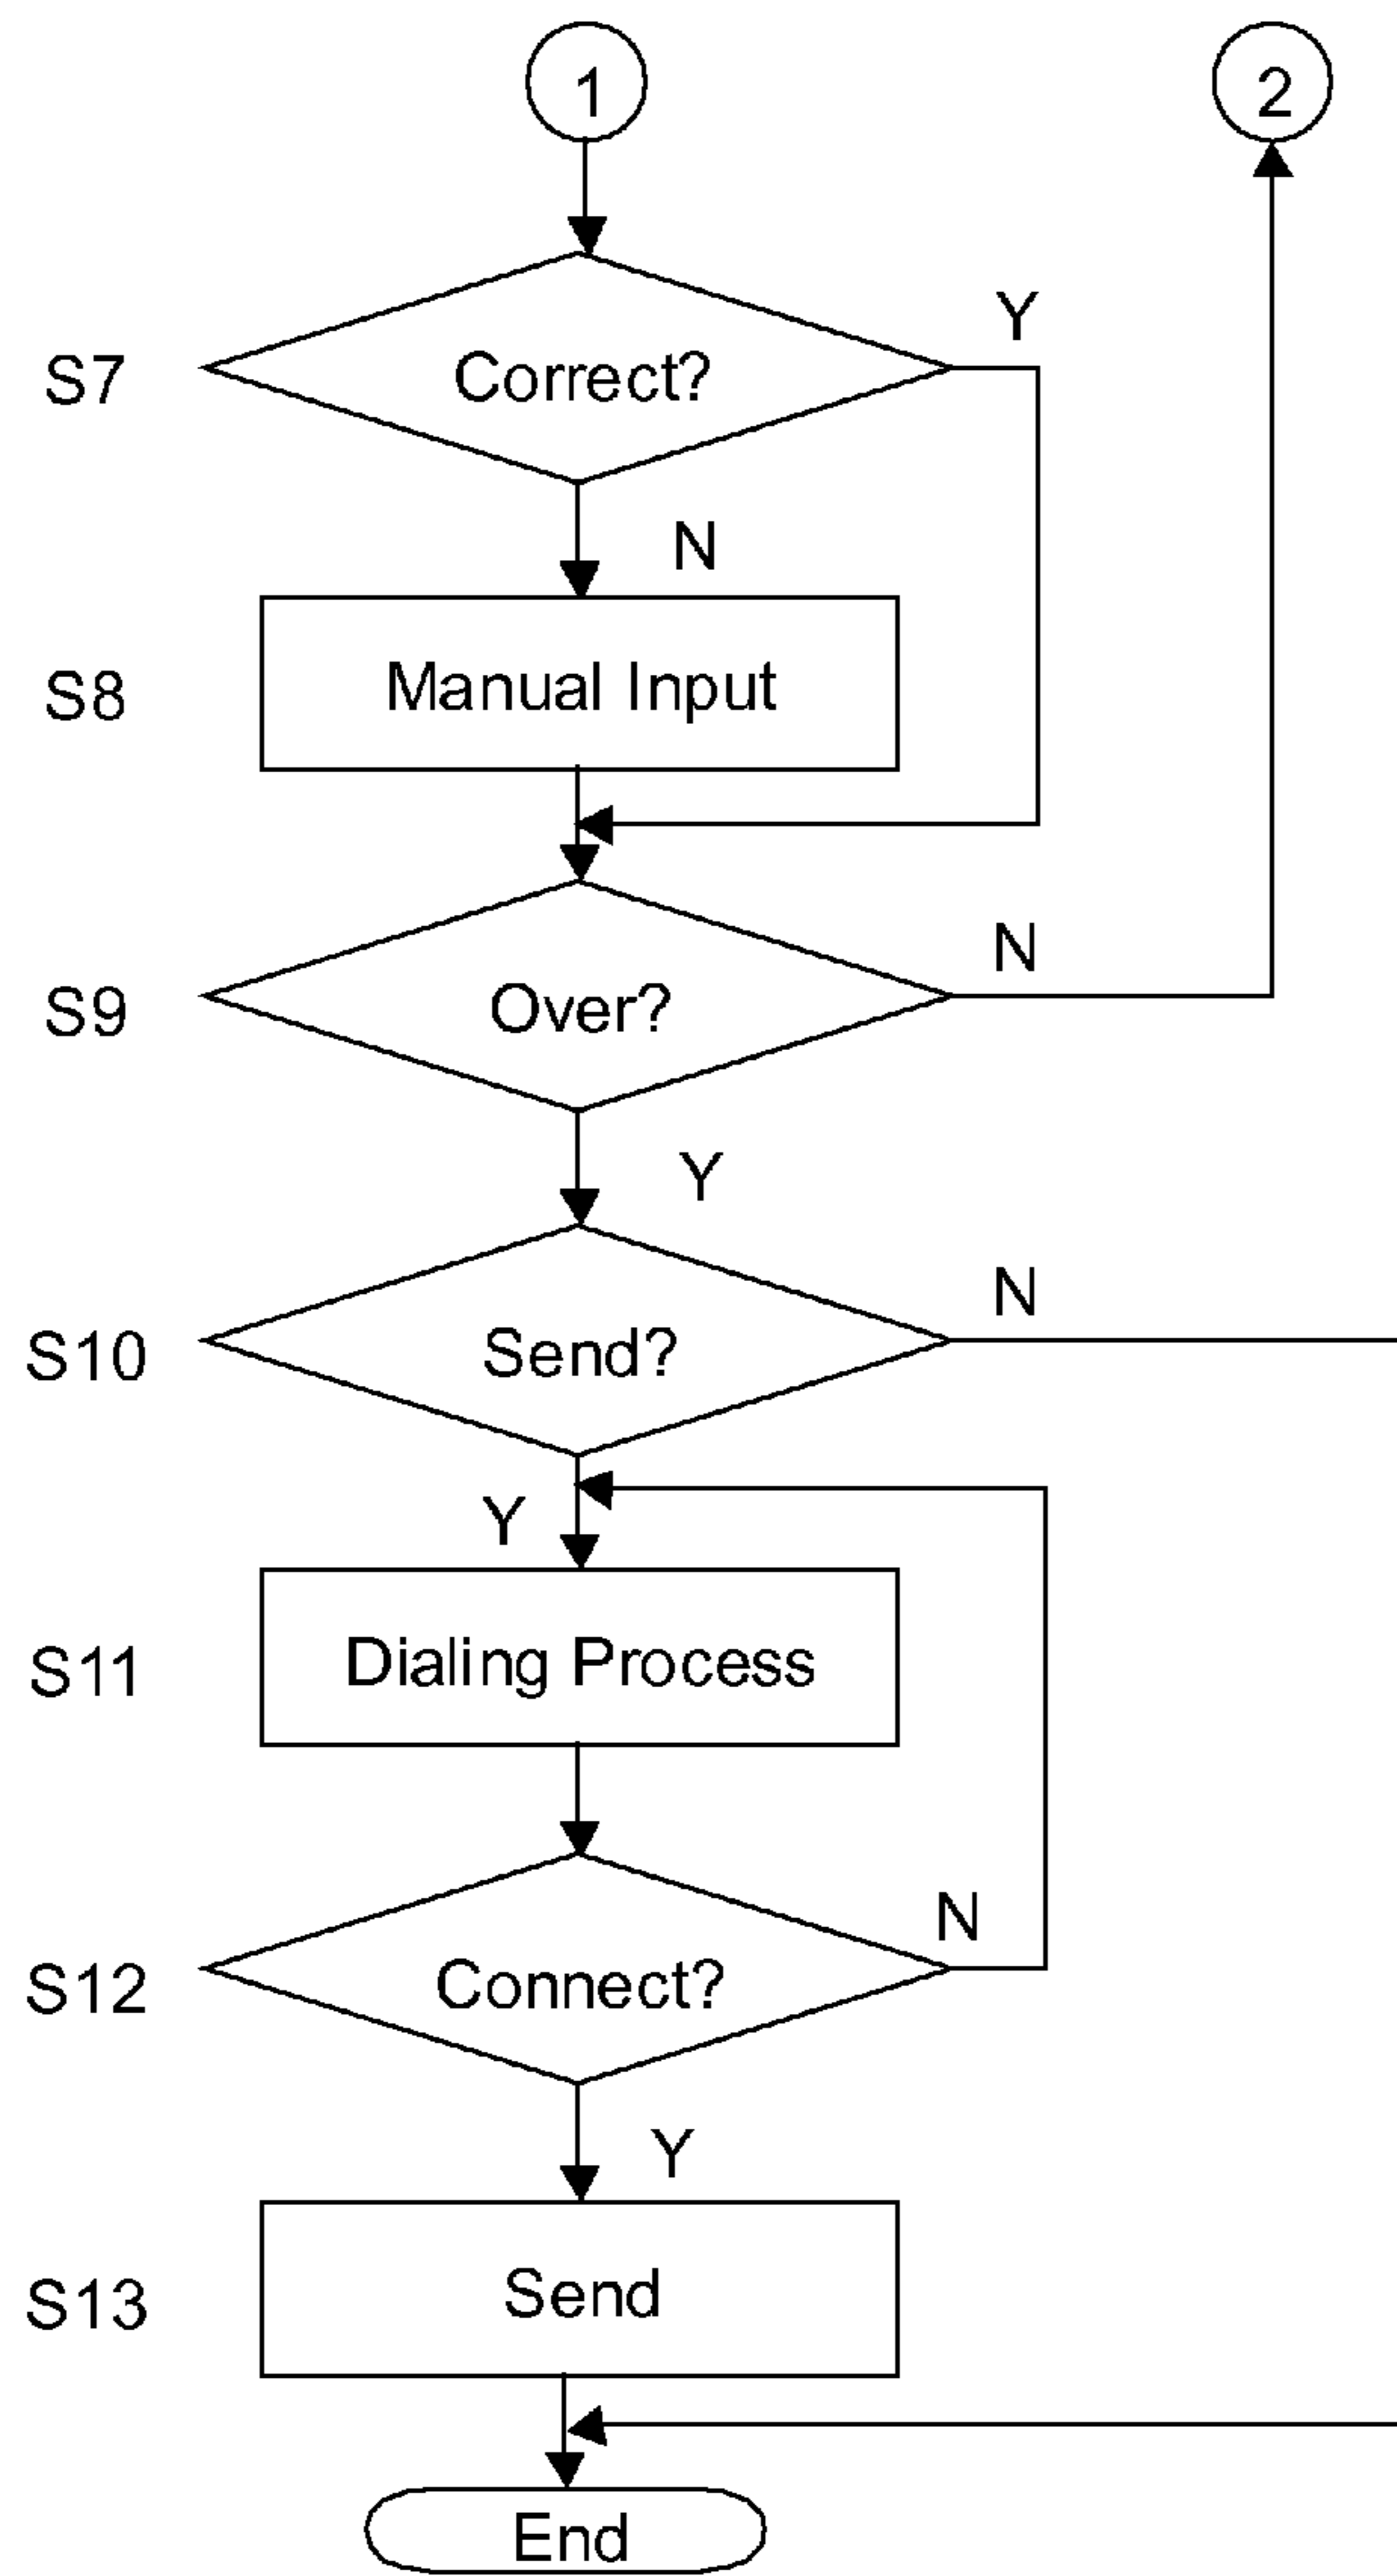 1
2
Y
S7
Correct?
N
S8
Manual Input
N
S9
Over?
Y
N
S10
Send?
Y
S11
Dialing Process
N
S12
Connect?
Y
S13
Send
End